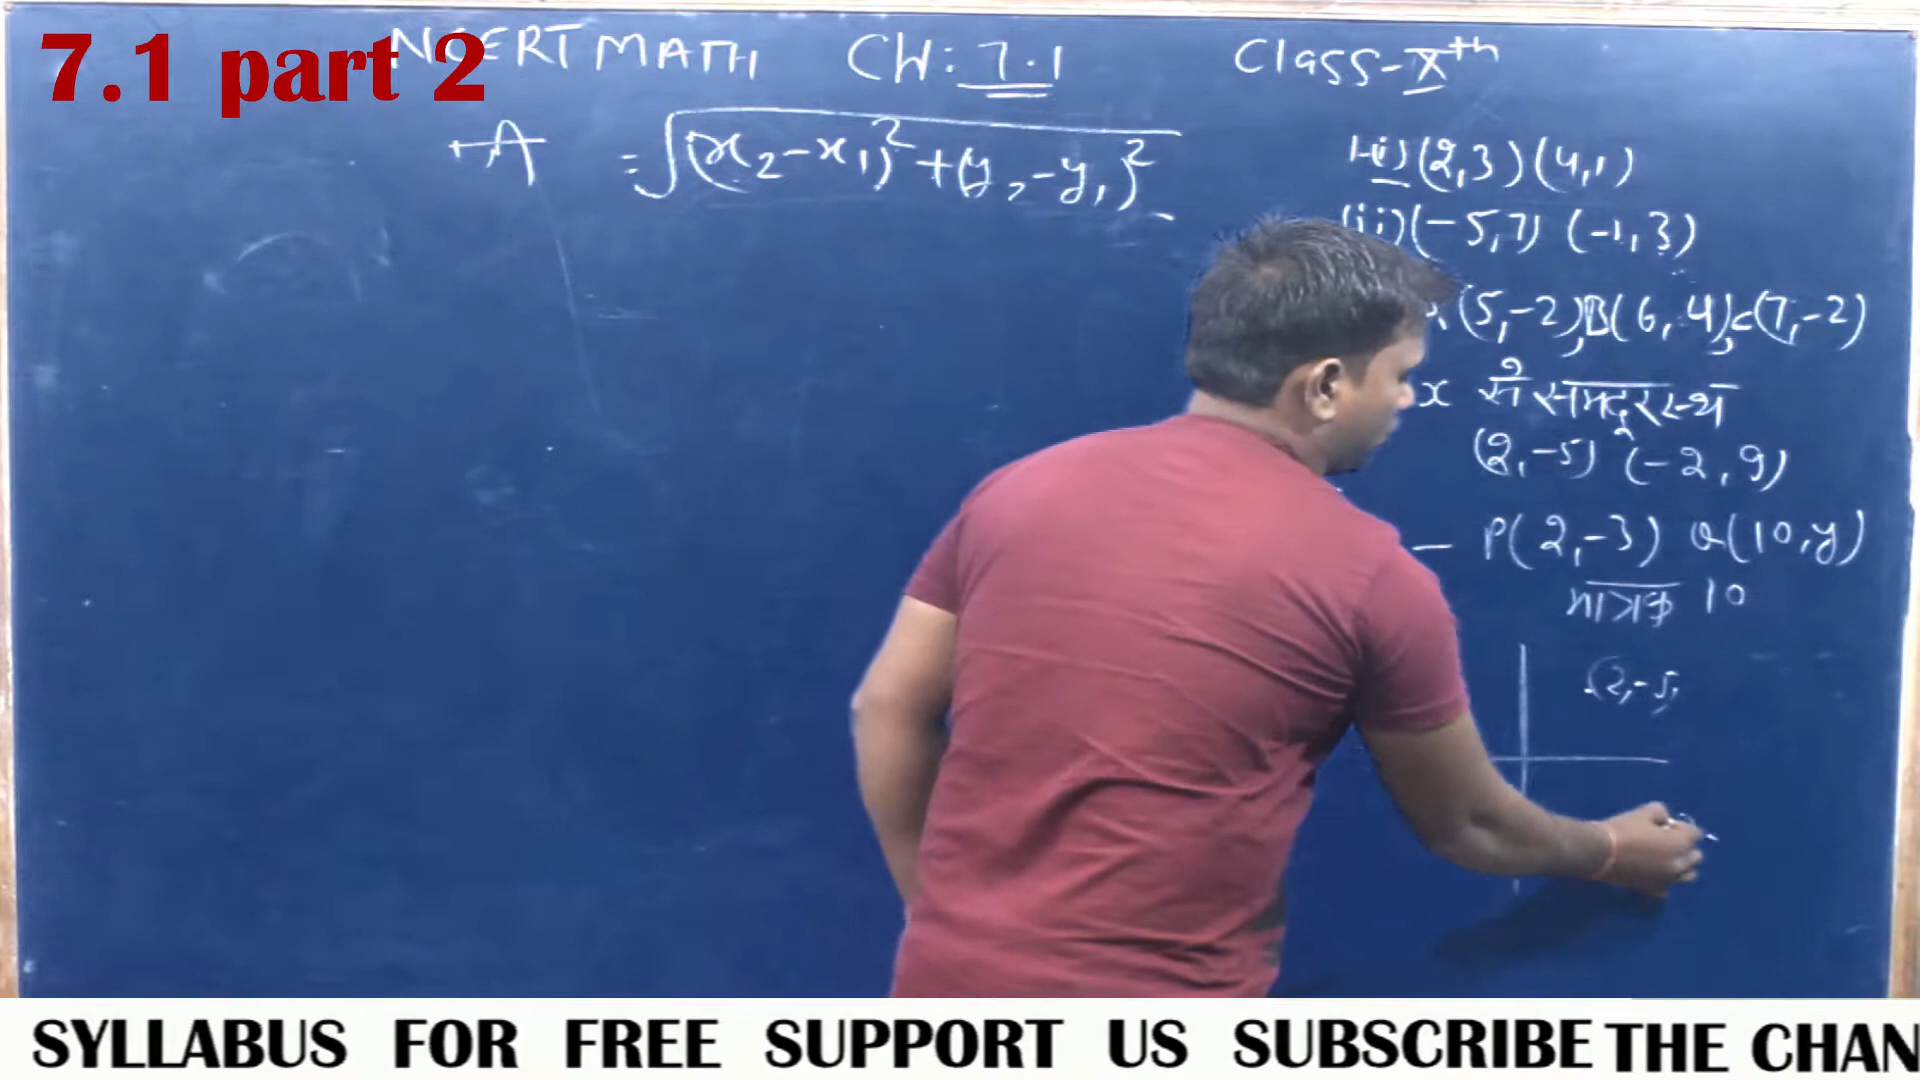 7.1 part 2
NCERT MATH CH: 7.1 Class-Xth
A = √(x₂-x₁)²+(y₂-y₁)²
(2,3) (4,1)
(ii) (-5,7) (-1,3)
(5,-2), B(6, 4), C(7,-2)
x से समदूरस्थ
(2,-5) (-2, 9)
— P(2,-3) Q(10,y)
मात्रक 10
(2,-5,
SYLLABUS FOR FREE SUPPORT US SUBSCRIBE THE CHAN